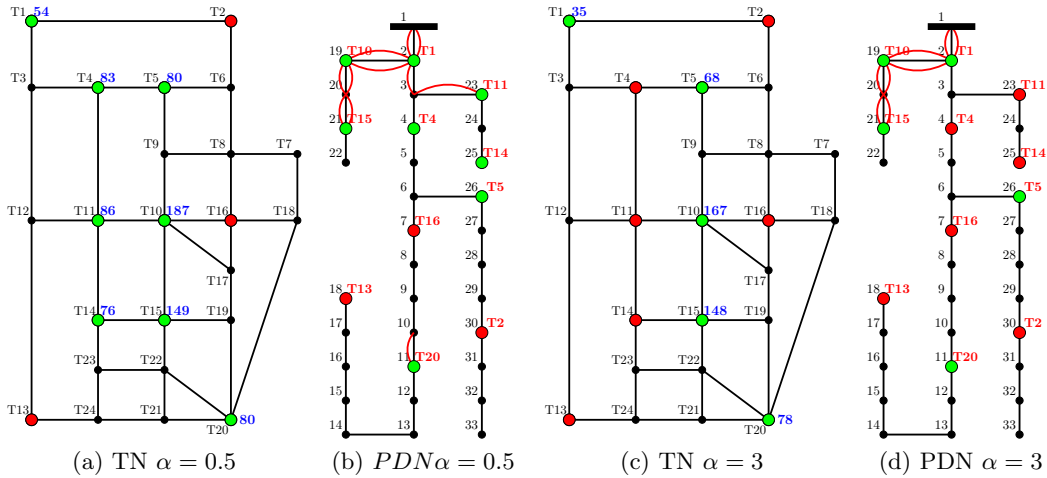 T1 54 T2
T3 T4 83 T5 80 T6
T9 T8 T7
T12 T11 86 T10 187 T16 T18
T17
T14 76 T15 149 T19
T23 T22
T13 T24 T21 80
T20
(a) TN α = 0.5
1
19 T10 2 T1
20 3 23 T11
21 T15 4 T4 24
22 5 25 T14
6 26 T5
7 T16 27
8 28
18 T13 9 29
17 10 30 T2
16 11 T20 31
15 12 32
14 13 33
(b) PDNα = 0.5
T1 35 T2
T3 T4 T5 68 T6
T9 T8 T7
T12 T11 T10 167 T16 T18
T17
T14 T15 148 T19
T23 T22
T13 T24 T21 78
T20
(c) TN α = 3
1
19 T10 2 T1
20 3 23 T11
21 T15 4 T4 24
22 5 25 T14
6 26 T5
7 T16 27
8 28
18 T13 9 29
17 10 30 T2
16 11 T20 31
15 12 32
14 13 33
(d) PDN α = 3